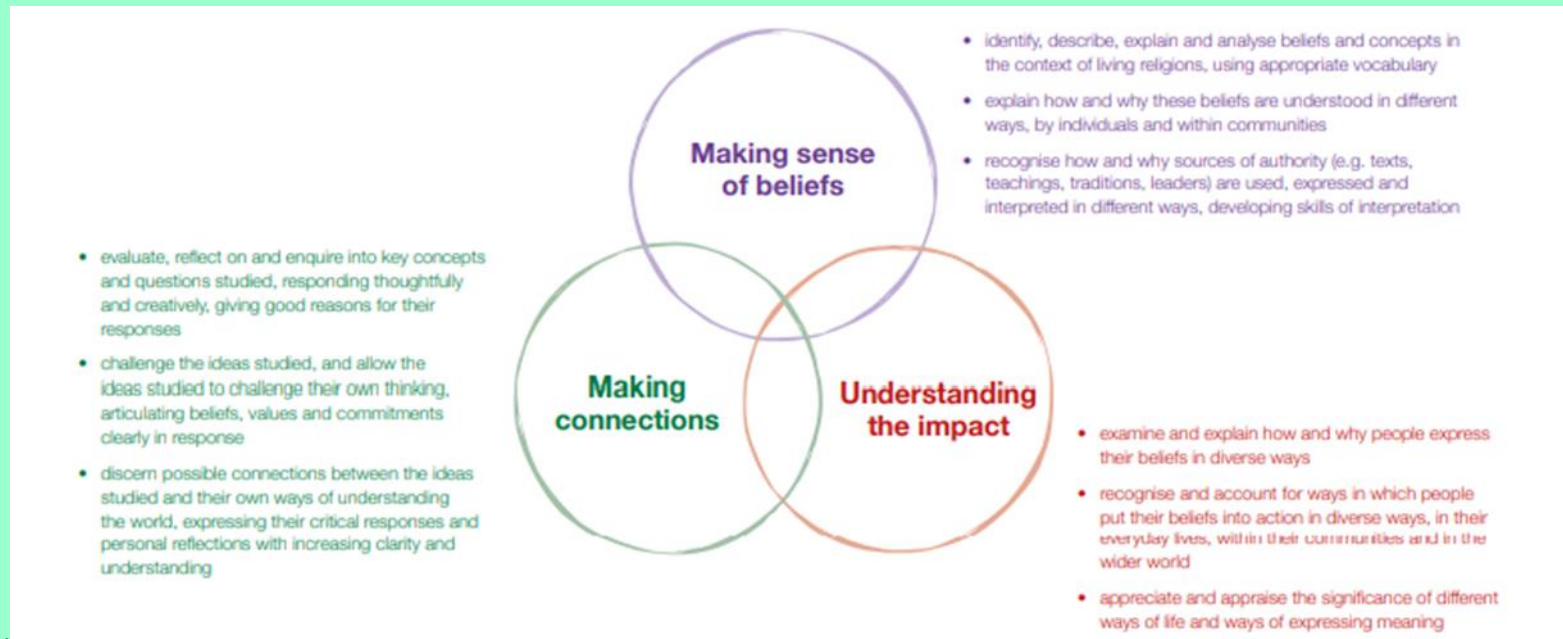 • identify, describe, explain and analyse beliefs and concepts in
the context of living religions, using appropriate vocabulary
• explain how and why these beliefs are understood in different
ways, by individuals and within communities
• recognise how and why sources of authority (e.g. texts,
teachings, traditions, leaders) are used, expressed and
interpreted in different ways, developing skills of interpretation
Making sense
of beliefs
• evaluate, reflect on and enquire into key concepts
and questions studied, responding thoughtfully
and creatively, giving good reasons for their
responses
• challenge the ideas studied, and allow the
ideas studied to challenge their own thinking,
articulating beliefs, values and commitments
clearly in response
• discern possible connections between the ideas
studied and their own ways of understanding
the world, expressing their critical responses and
personal reflections with increasing clarity and
understanding
Making
connections
Understanding
the impact
• examine and explain how and why people express
their beliefs in diverse ways
• recognise and account for ways in which people
put their beliefs into action in diverse ways, in their
everyday lives, within their communities and in the
wider world
• appreciate and appraise the significance of different
ways of life and ways of expressing meaning